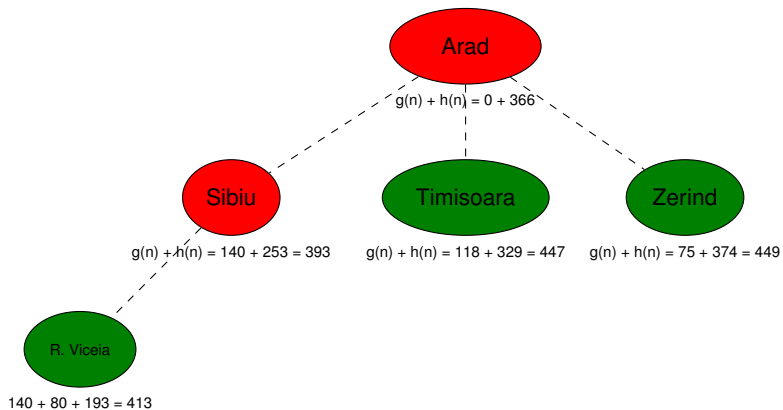 Arad
g(n) + h(n) = 0 + 366
Sibiu
Timisoara
Zerind
g(n) + h(n) = 140 + 253 = 393
g(n) + h(n) = 118 + 329 = 447
g(n) + h(n) = 75 + 374 = 449
R. Viceia
140 + 80 + 193 = 413